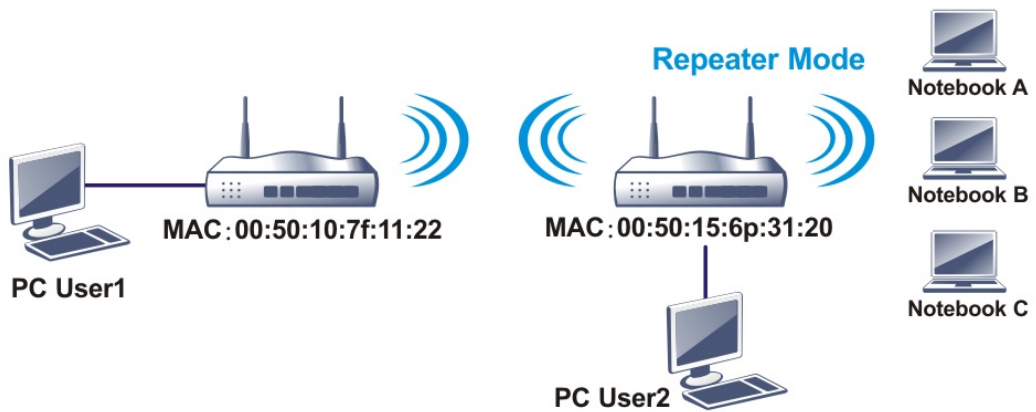 Repeater Mode
Notebook A
Notebook B
Notebook C
MAC:00:50:10:7f:11:22
MAC:00:50:15:6p:31:20
PC User1
PC User2